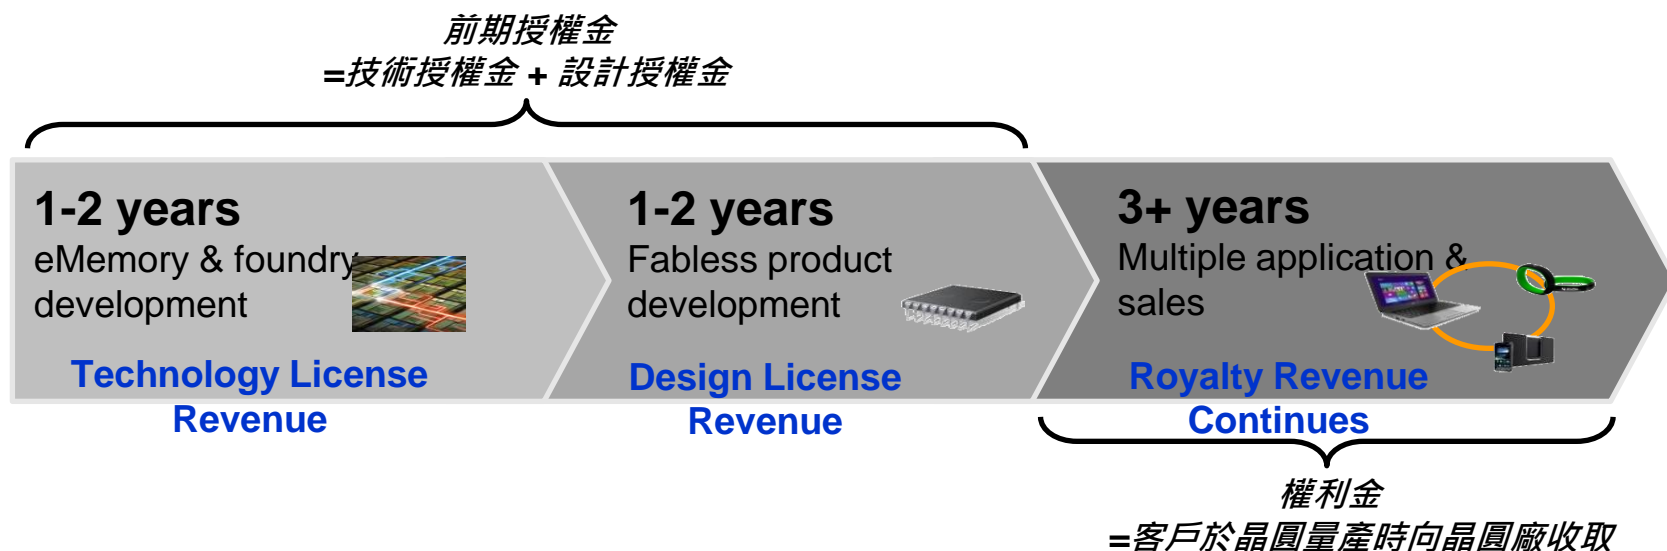 前期授權金
=技術授權金 + 設計授權金
1-2 years
eMemory & foundry
development
Technology License
Revenue
1-2 years
Fabless product
development
Design License
Revenue
3+ years
Multiple application &
sales
Royalty Revenue
Continues
權利金
=客戶於晶圓量產時向晶圓廠收取